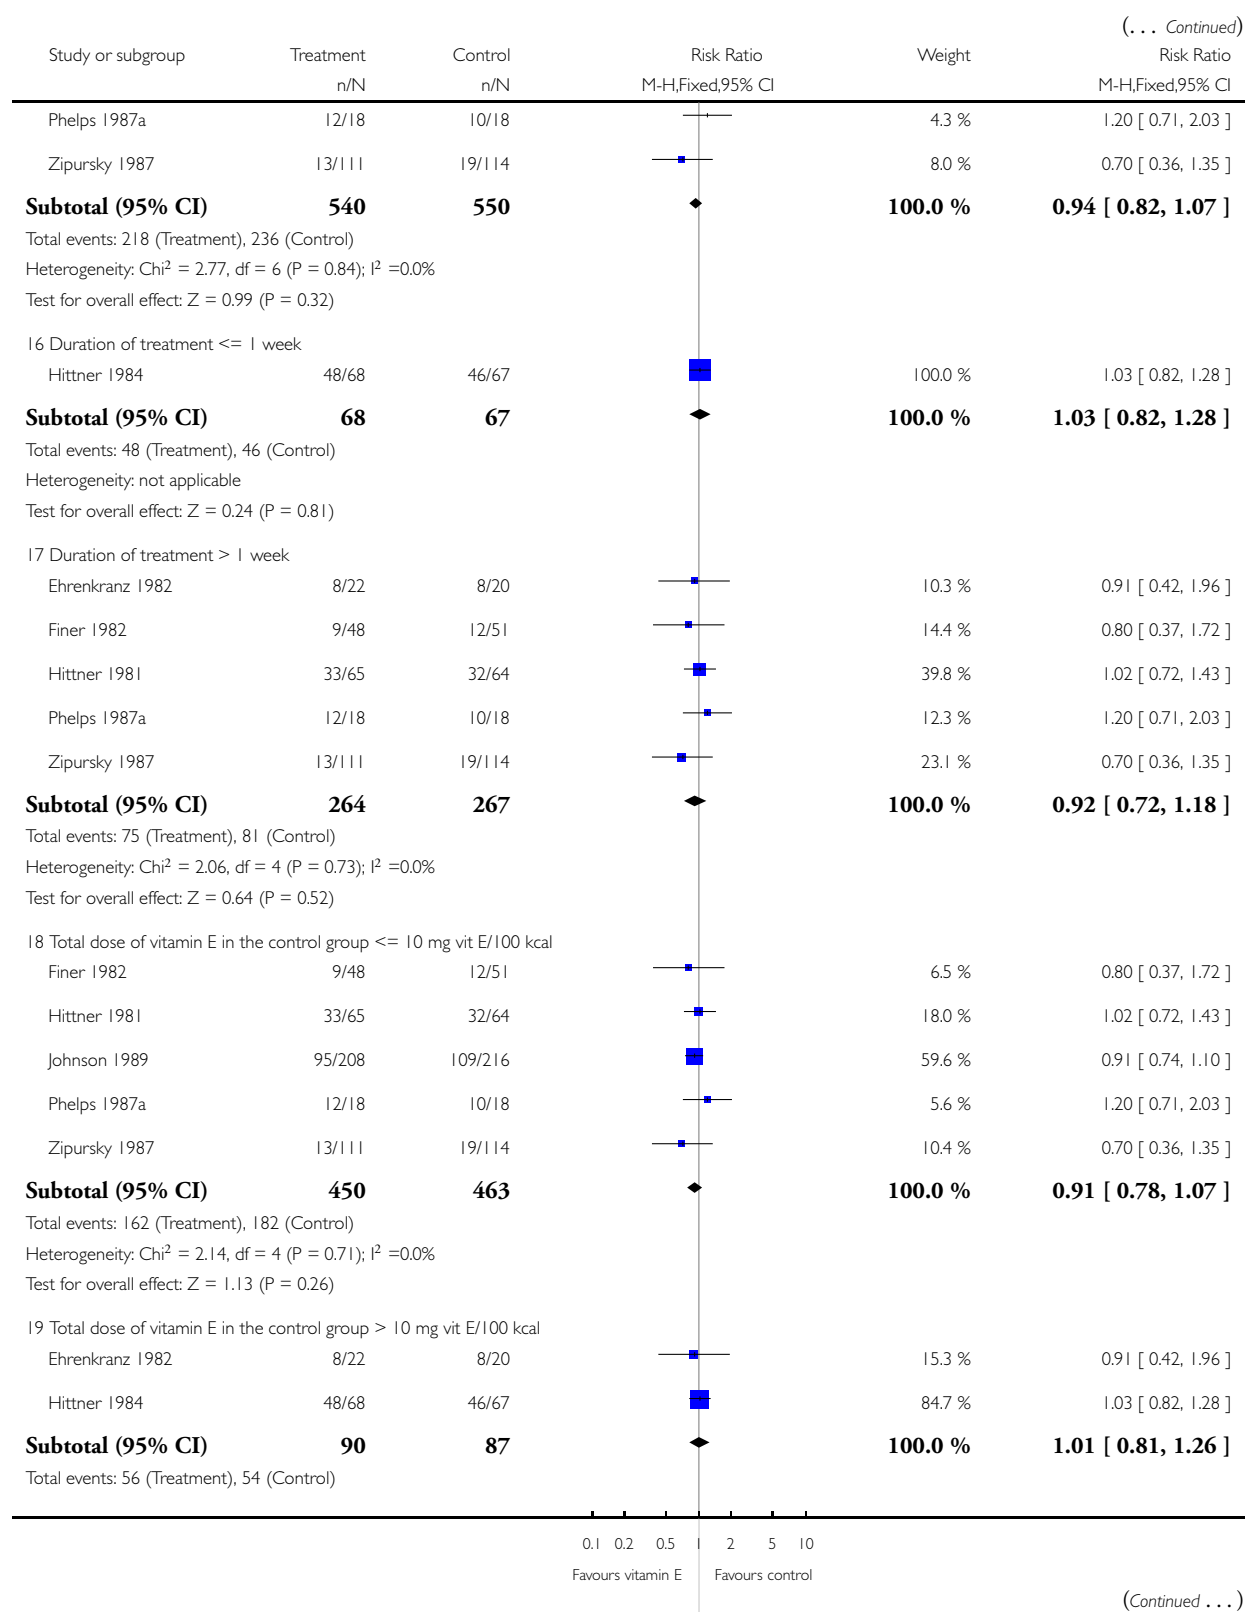 (... Continued)
Study or subgroup Treatment Control Risk Ratio Weight Risk Ratio
n/N n/N M-H,Fixed,95% CI M-H,Fixed,95% CI
Phelps 1987a 12/18 10/18 4.3 % 1.20 [ 0.71, 2.03 ]
Zipursky 1987 13/111 19/114 8.0 % 0.70 [ 0.36, 1.35 ]
Subtotal (95% CI) 540 550 100.0 % 0.94 [ 0.82, 1.07 ]
Total events: 218 (Treatment), 236 (Control)
Heterogeneity: Chi² = 2.77, df = 6 (P = 0.84); I² =0.0%
Test for overall effect: Z = 0.99 (P = 0.32)
16 Duration of treatment <= 1 week
Hittner 1984 48/68 46/67 100.0 % 1.03 [ 0.82, 1.28 ]
Subtotal (95% CI) 68 67 100.0 % 1.03 [ 0.82, 1.28 ]
Total events: 48 (Treatment), 46 (Control)
Heterogeneity: not applicable
Test for overall effect: Z = 0.24 (P = 0.81)
17 Duration of treatment > 1 week
Ehrenkranz 1982 8/22 8/20 10.3 % 0.91 [ 0.42, 1.96 ]
Finer 1982 9/48 12/51 14.4 % 0.80 [ 0.37, 1.72 ]
Hittner 1981 33/65 32/64 39.8 % 1.02 [ 0.72, 1.43 ]
Phelps 1987a 12/18 10/18 12.3 % 1.20 [ 0.71, 2.03 ]
Zipursky 1987 13/111 19/114 23.1 % 0.70 [ 0.36, 1.35 ]
Subtotal (95% CI) 264 267 100.0 % 0.92 [ 0.72, 1.18 ]
Total events: 75 (Treatment), 81 (Control)
Heterogeneity: Chi² = 2.06, df = 4 (P = 0.73); I² =0.0%
Test for overall effect: Z = 0.64 (P = 0.52)
18 Total dose of vitamin E in the control group <= 10 mg vit E/100 kcal
Finer 1982 9/48 12/51 6.5 % 0.80 [ 0.37, 1.72 ]
Hittner 1981 33/65 32/64 18.0 % 1.02 [ 0.72, 1.43 ]
Johnson 1989 95/208 109/216 59.6 % 0.91 [ 0.74, 1.10 ]
Phelps 1987a 12/18 10/18 5.6 % 1.20 [ 0.71, 2.03 ]
Zipursky 1987 13/111 19/114 10.4 % 0.70 [ 0.36, 1.35 ]
Subtotal (95% CI) 450 463 100.0 % 0.91 [ 0.78, 1.07 ]
Total events: 162 (Treatment), 182 (Control)
Heterogeneity: Chi² = 2.14, df = 4 (P = 0.71); I² =0.0%
Test for overall effect: Z = 1.13 (P = 0.26)
19 Total dose of vitamin E in the control group > 10 mg vit E/100 kcal
Ehrenkranz 1982 8/22 8/20 15.3 % 0.91 [ 0.42, 1.96 ]
Hittner 1984 48/68 46/67 84.7 % 1.03 [ 0.82, 1.28 ]
Subtotal (95% CI) 90 87 100.0 % 1.01 [ 0.81, 1.26 ]
Total events: 56 (Treatment), 54 (Control)
0.1 0.2 0.5 1 2 5 10
Favours vitamin E Favours control
(Continued ...)